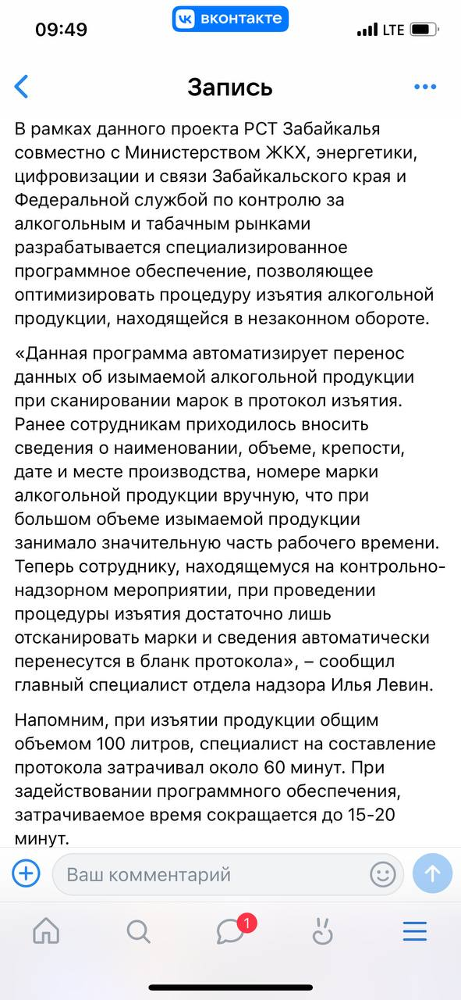 09:49
вконтакте
LTE
Запись
В рамках данного проекта РСТ Забайкалья
совместно с Министерством ЖКХ, энергетики,
цифровизации и связи Забайкальского края и
Федеральной службой по контролю за
алкогольным и табачным рынками
разрабатывается специализированное
программное обеспечение, позволяющее
оптимизировать процедуру изъятия алкогольной
продукции, находящейся в незаконном обороте.
«Данная программа автоматизирует перенос
данных об изымаемой алкогольной продукции
при сканировании марок в протокол изъятия.
Ранее сотрудникам приходилось вносить
сведения о наименовании, объеме, крепости,
дате и месте производства, номере марки
алкогольной продукции вручную, что при
большом объеме изымаемой продукции
занимало значительную часть рабочего времени.
Теперь сотруднику, находящемуся на контрольно-
надзорном мероприятии, при проведении
процедуры изъятия достаточно лишь
отсканировать марки и сведения автоматически
перенесутся в бланк протокола», – сообщил
главный специалист отдела надзора Илья Левин.
Напомним, при изъятии продукции общим
объемом 100 литров, специалист на составление
протокола затрачивал около 60 минут. При
задействовании программного обеспечения,
затрачиваемое время сокращается до 15-20
минут.
Ваш комментарий
1